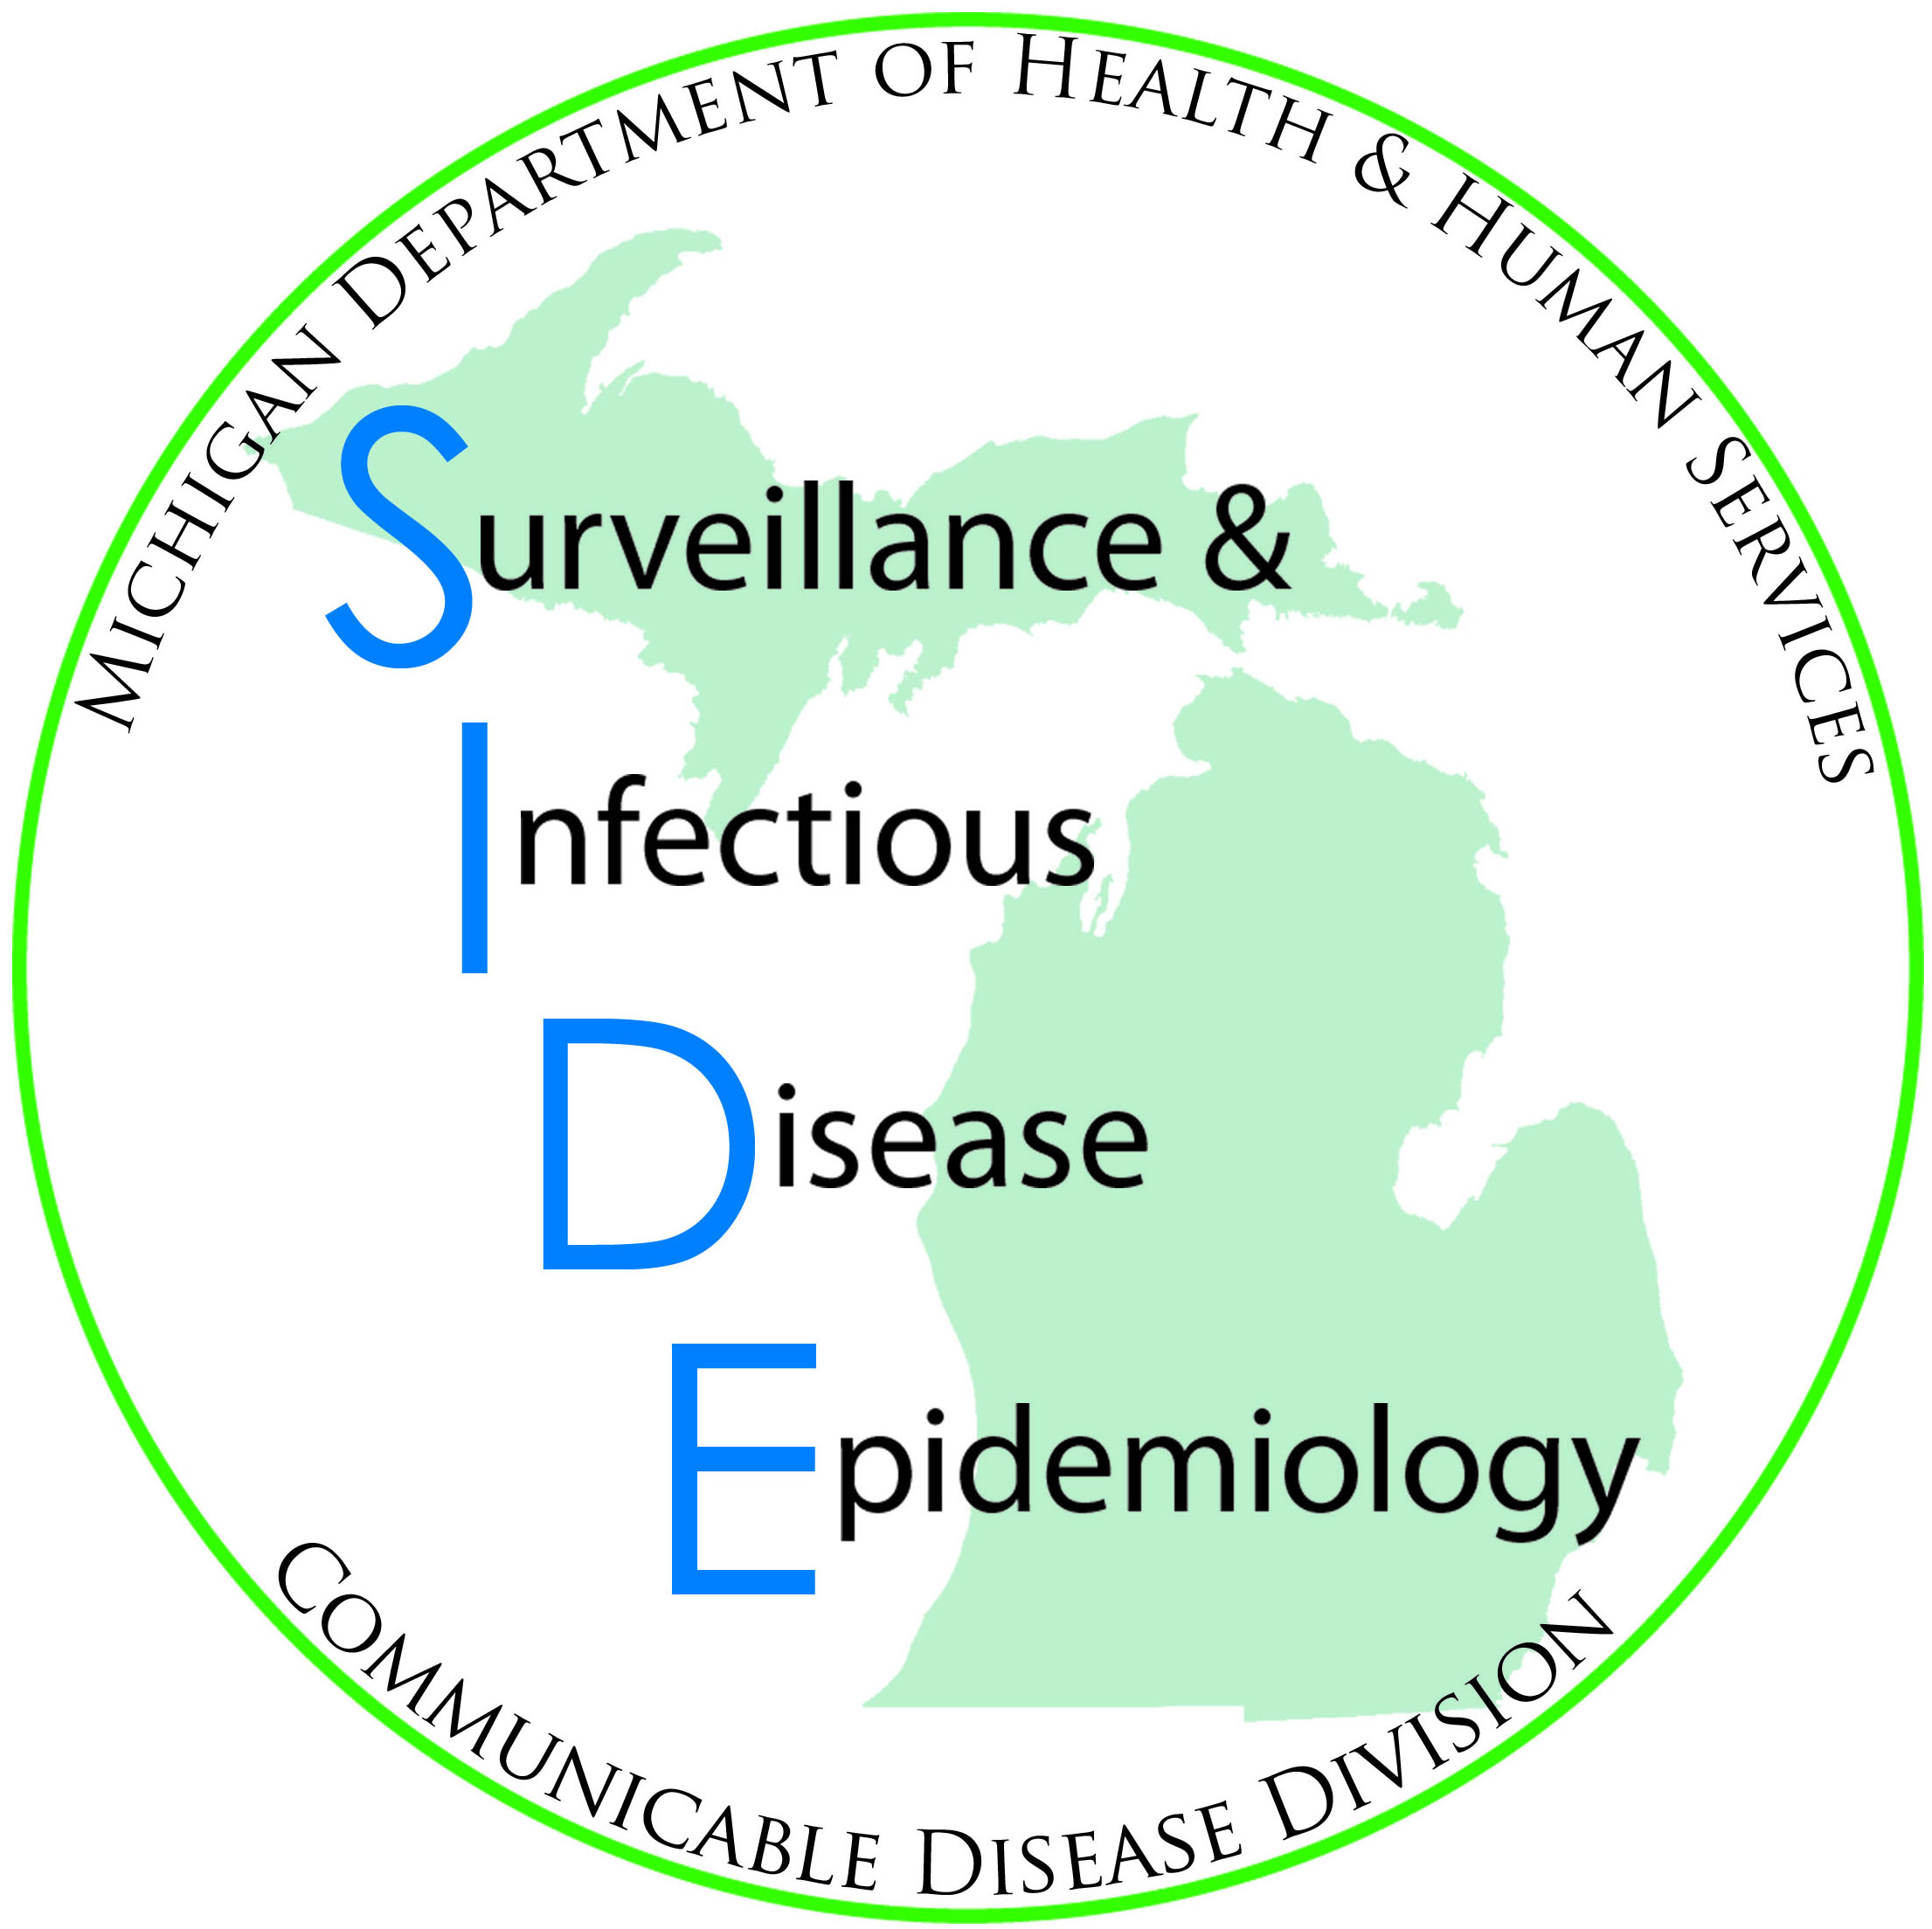 Michigan Department of Health & Human Services
Surveillance &
Infectious
Disease
Epidemiology
Communicable Disease Division